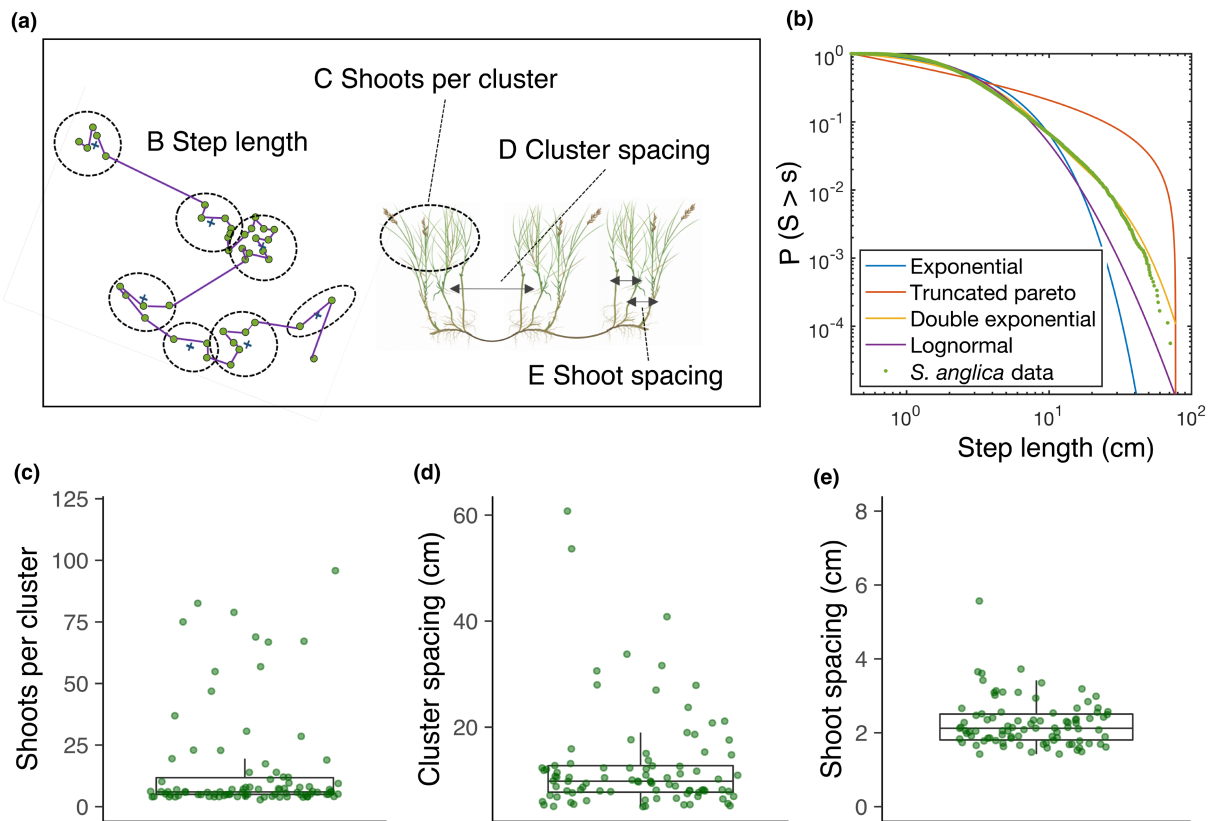 (a)
C Shoots per cluster
B Step length
D Cluster spacing
E Shoot spacing
(b)
P (S > s)
10^0
10^-1
10^-2
10^-3
10^-4
Exponential
Truncated pareto
Double exponential
Lognormal
S. anglica data
10^0
10^1
10^2
Step length (cm)
(c)
Shoots per cluster
125
100
75
50
25
0
(d)
Cluster spacing (cm)
60
40
20
(e)
Shoot spacing (cm)
8
6
4
2
0